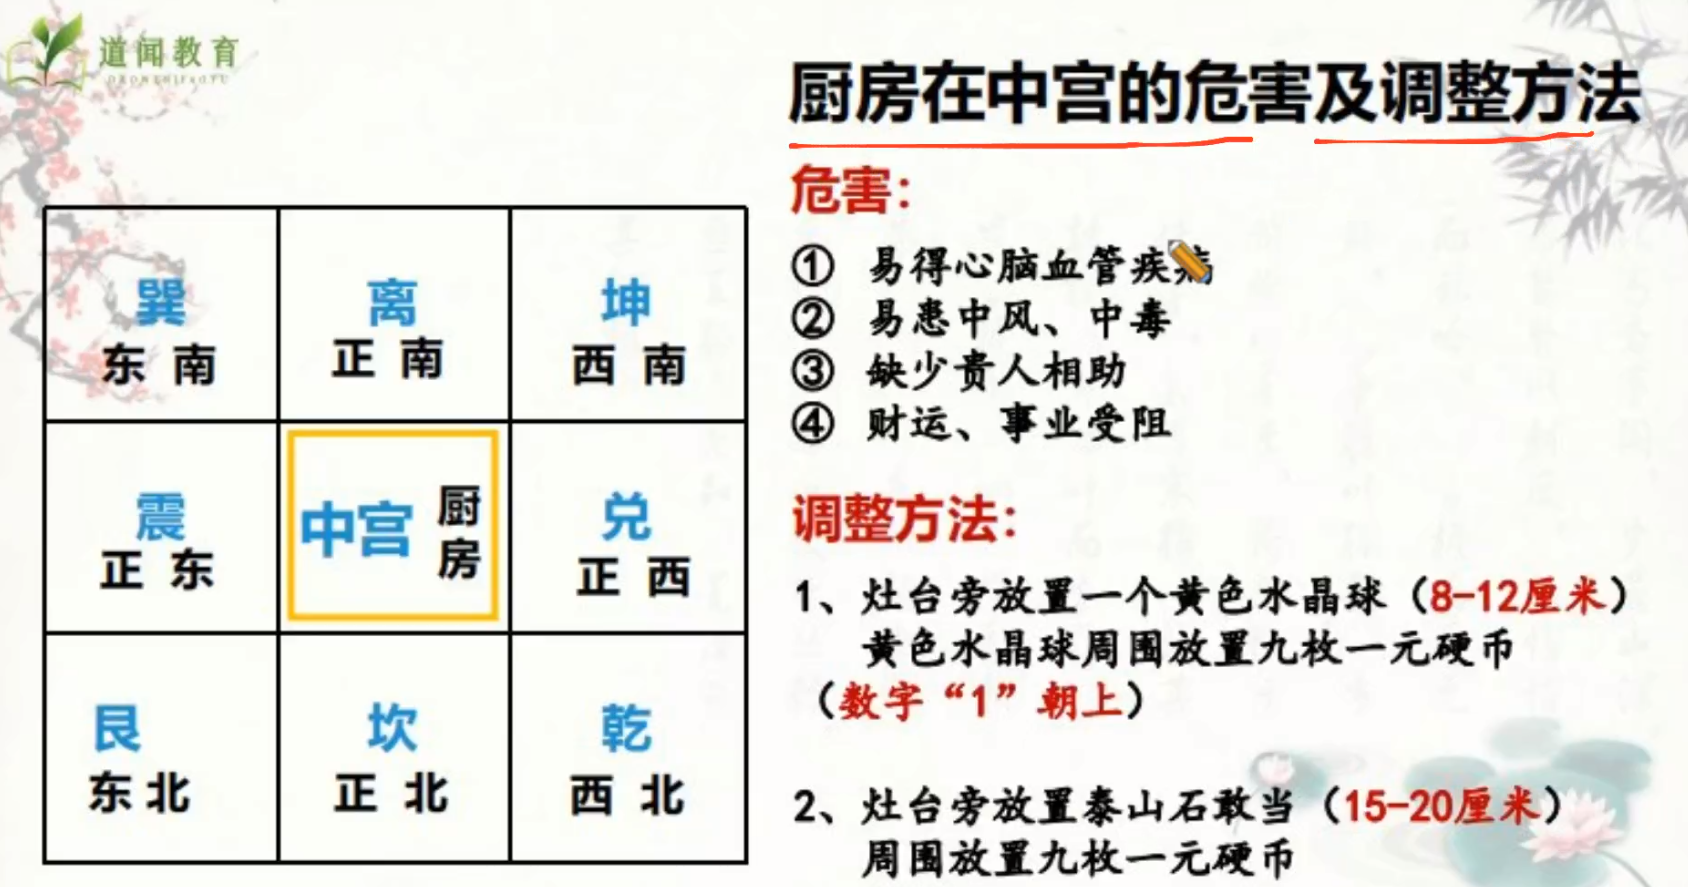 道闻教育
厨房在中宫的危害及调整方法
危害：
① 易得心脑血管疾病
② 易患中风、中毒
③ 缺少贵人相助
④ 财运、事业受阻
调整方法：
1、灶台旁放置一个黄色水晶球（8-12厘米）
黄色水晶球周围放置九枚一元硬币
（数字“1”朝上）
2、灶台旁放置泰山石敢当（15-20厘米）
周围放置九枚一元硬币
巽 离 坤
东南 正南 西南
震 中宫 厨房 兑
正东 正西
艮 坎 乾
东北 正北 西北